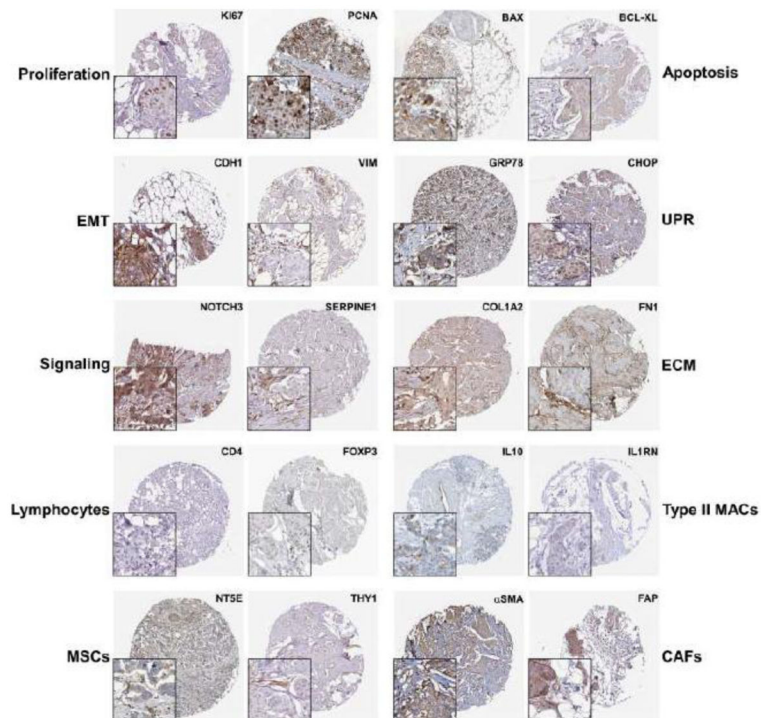 KI67 PCNA BAX BCL-XL
Proliferation Apoptosis
CDH1 VIM GRP78 CHOP
EMT UPR
NOTCH3 SERPINE1 COL1A2 FN1
Signaling ECM
CD4 FOXP3 IL10 IL1RN
Lymphocytes Type II MACs
NT5E THY1 αSMA FAP
MSCs CAFs